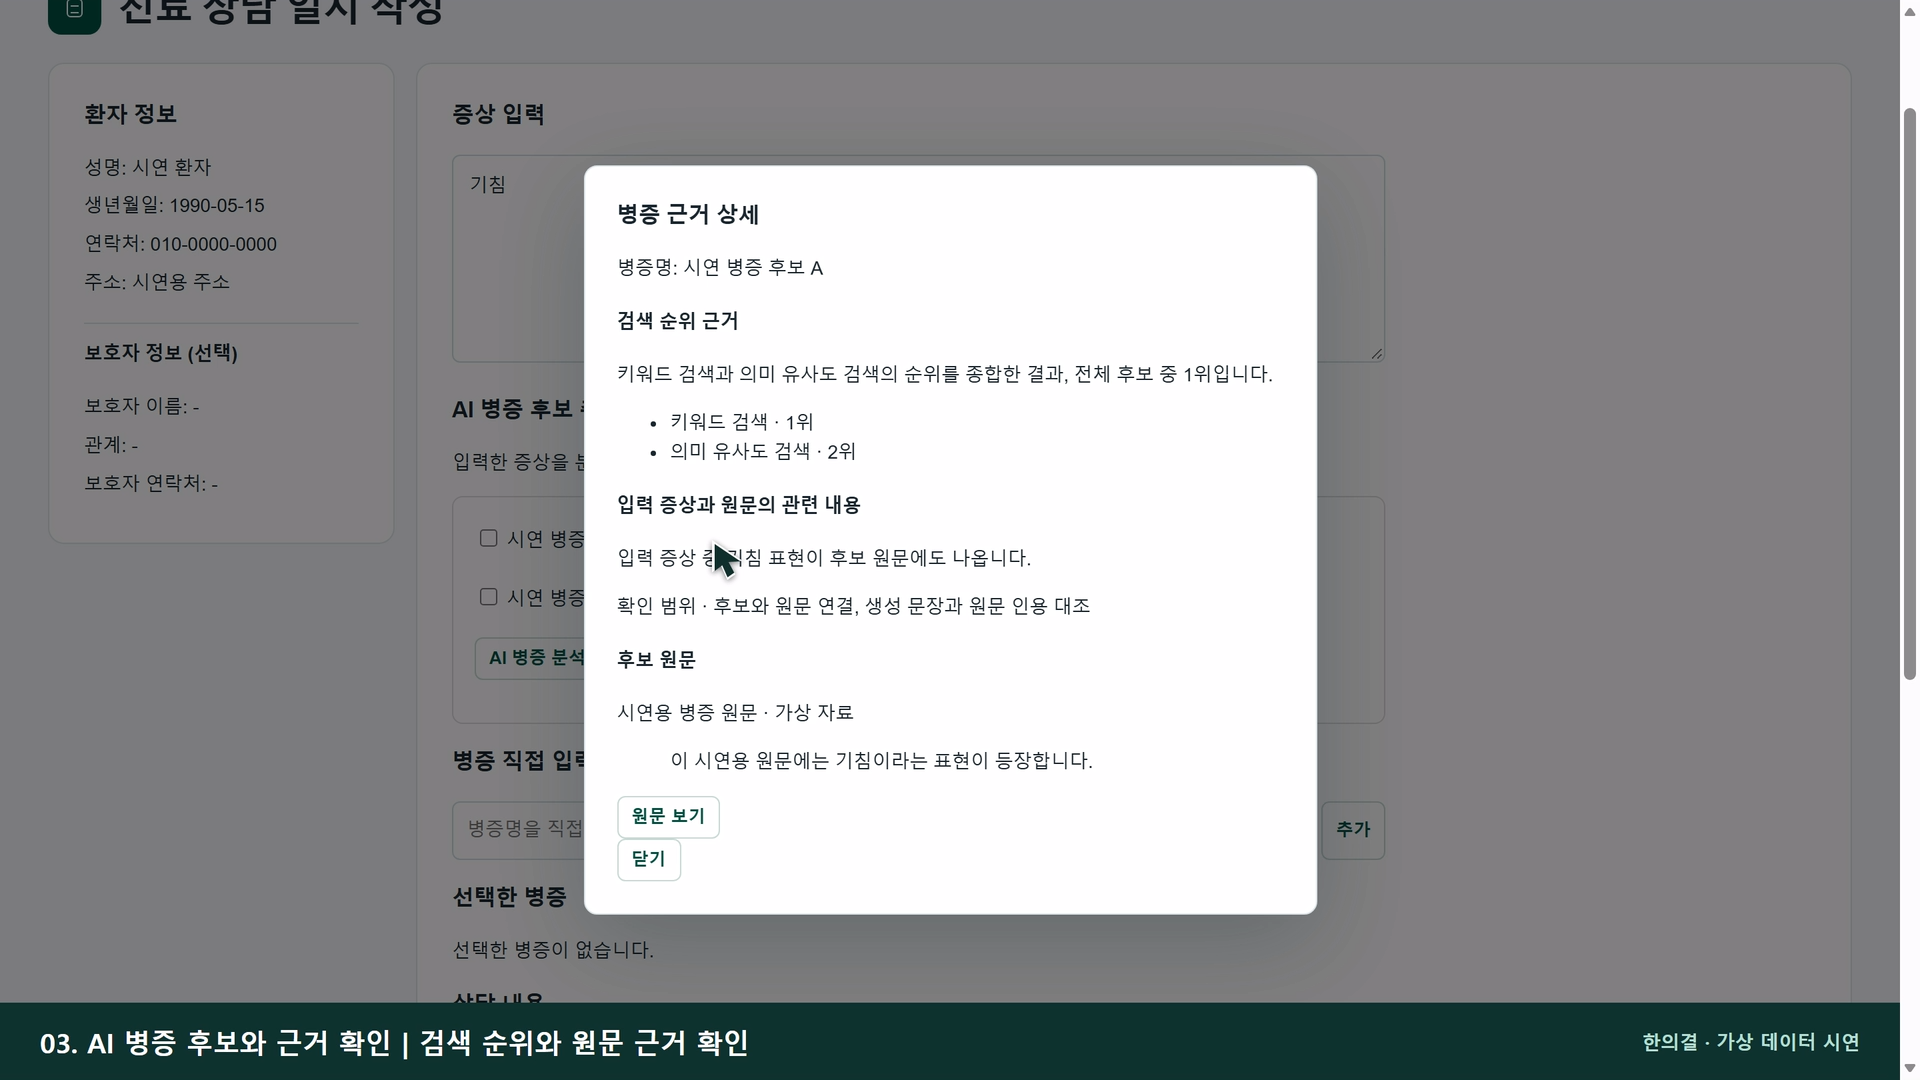 진료 상담 일지 작성
환자 정보
성명: 시연 환자
생년월일: 1990-05-15
연락처: 010-0000-0000
주소: 시연용 주소
보호자 정보 (선택)
보호자 이름: -
관계: -
보호자 연락처: -
증상 입력
기침
AI 병증 후보
입력한 증상을
시연 병증
시연 병증
AI 병증 분석
병증 직접 입력
병증명을 직접
추가
선택한 병증
선택한 병증이 없습니다.
상담 내용
병증 근거 상세
병증명: 시연 병증 후보 A
검색 순위 근거
키워드 검색과 의미 유사도 검색의 순위를 종합한 결과, 전체 후보 중 1위입니다.
• 키워드 검색 · 1위
• 의미 유사도 검색 · 2위
입력 증상과 원문의 관련 내용
입력 증상 중 기침 표현이 후보 원문에도 나옵니다.
확인 범위 · 후보와 원문 연결, 생성 문장과 원문 인용 대조
후보 원문
시연용 병증 원문 · 가상 자료
이 시연용 원문에는 기침이라는 표현이 등장합니다.
원문 보기
닫기
03. AI 병증 후보와 근거 확인 | 검색 순위와 원문 근거 확인
한의결 · 가상 데이터 시연